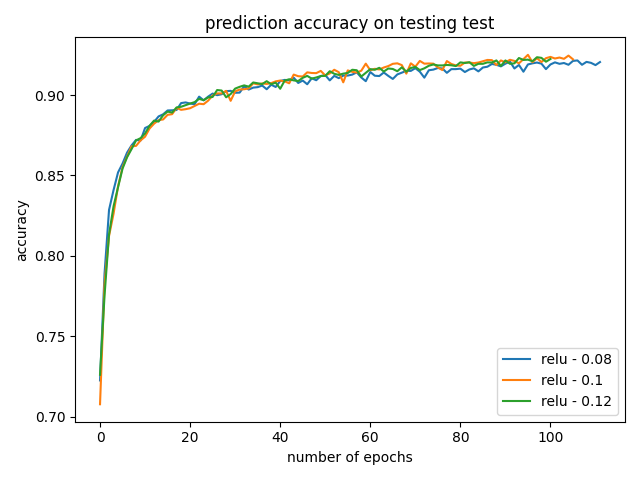 prediction accuracy on testing test
accuracy
0.90
0.85
0.80
0.75
0.70
0
20
40
60
80
100
number of epochs
relu - 0.08
relu - 0.1
relu - 0.12